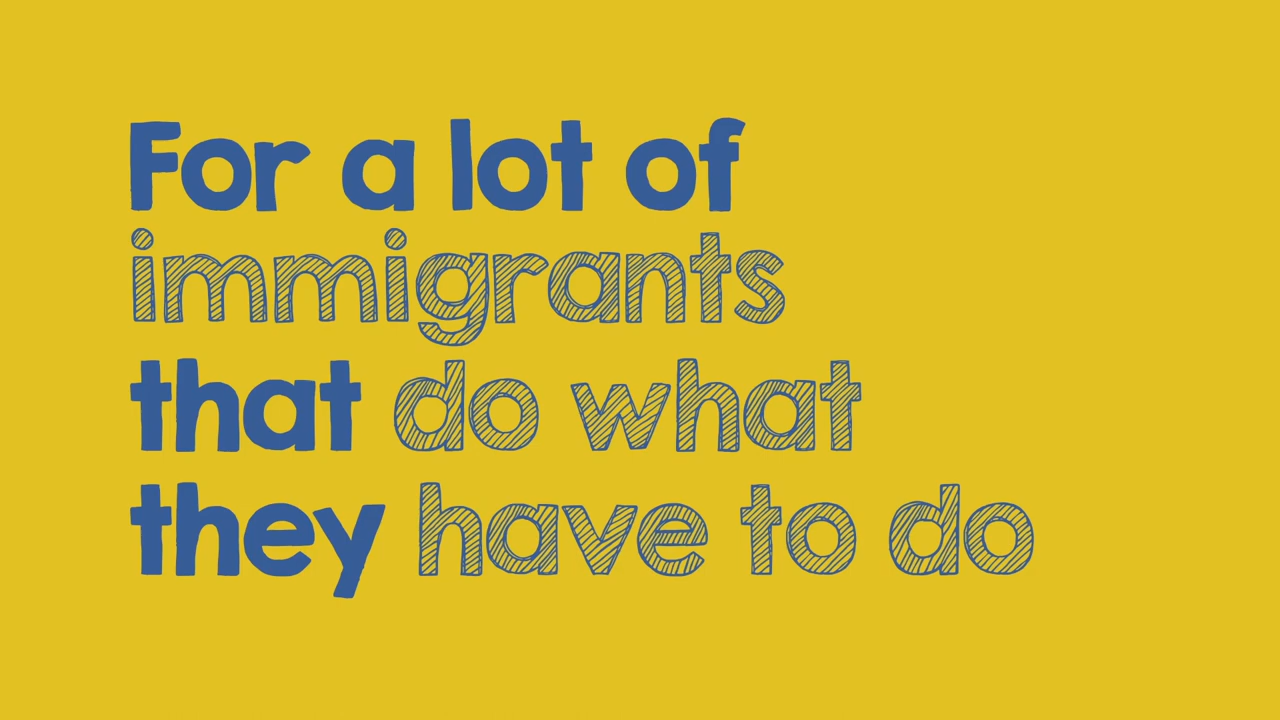 For a lot of
immigrants
that do what
they have to do